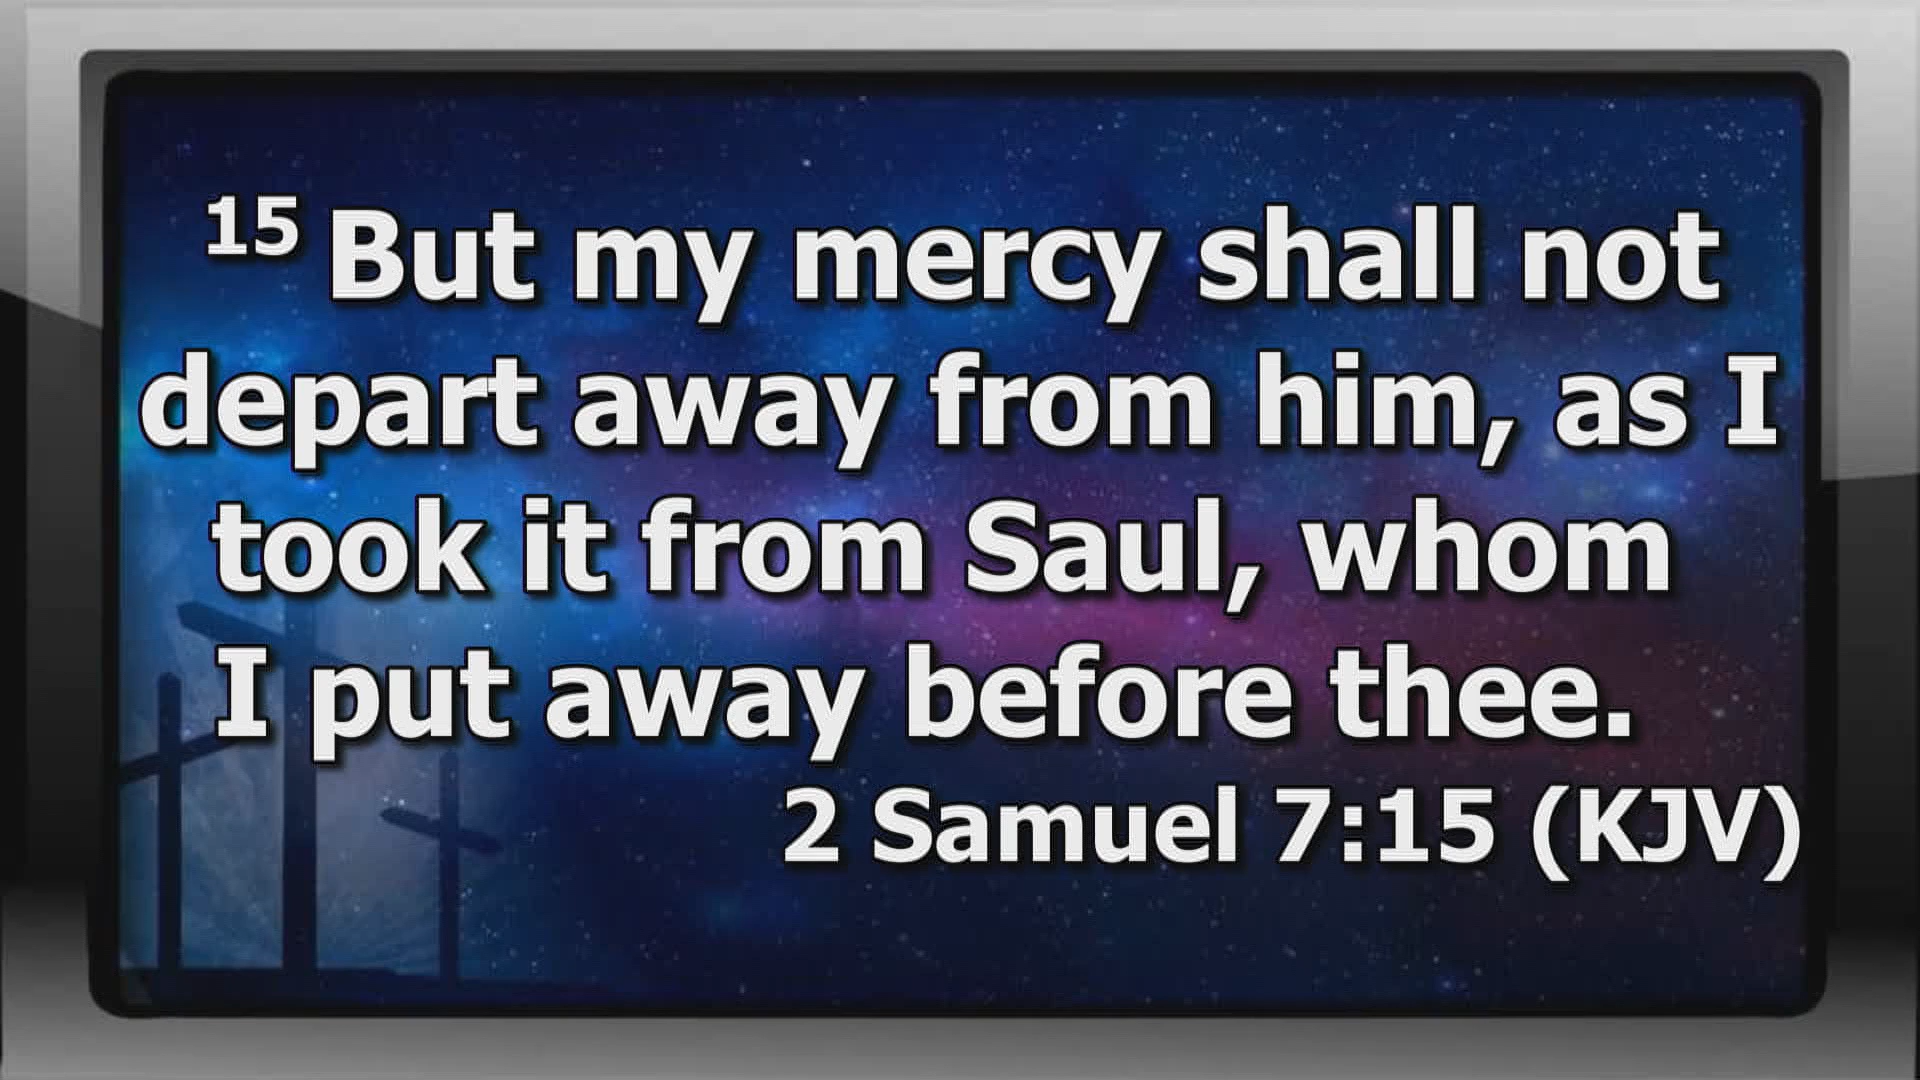 15 But my mercy shall not
depart away from him, as I
took it from Saul, whom
I put away before thee.
2 Samuel 7:15 (KJV)